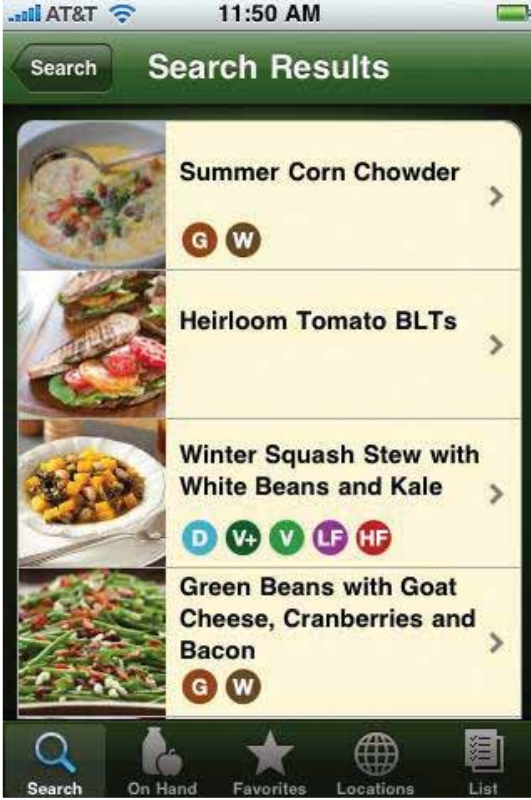 AT&T 11:50 AM
Search Search Results
Summer Corn Chowder
G W
Heirloom Tomato BLTs
Winter Squash Stew with
White Beans and Kale
D V+ V LF HF
Green Beans with Goat
Cheese, Cranberries and
Bacon
G W
Search On Hand Favorites Locations List